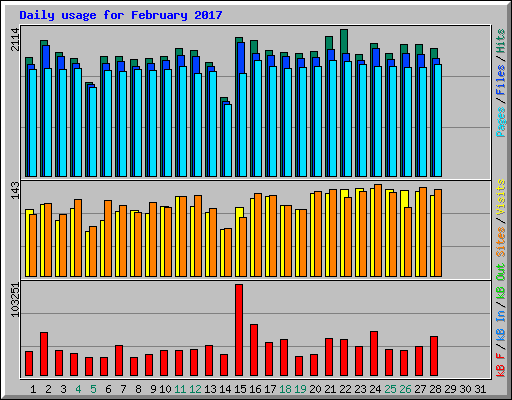 Daily usage for February 2017
2114
Pages / Files / Hits
143
Sites / Visits
103251
kB F / kB In / kB Out
1 2 3 4 5 6 7 8 9 10 11 12 13 14 15 16 17 18 19 20 21 22 23 24 25 26 27 28 29 30 31